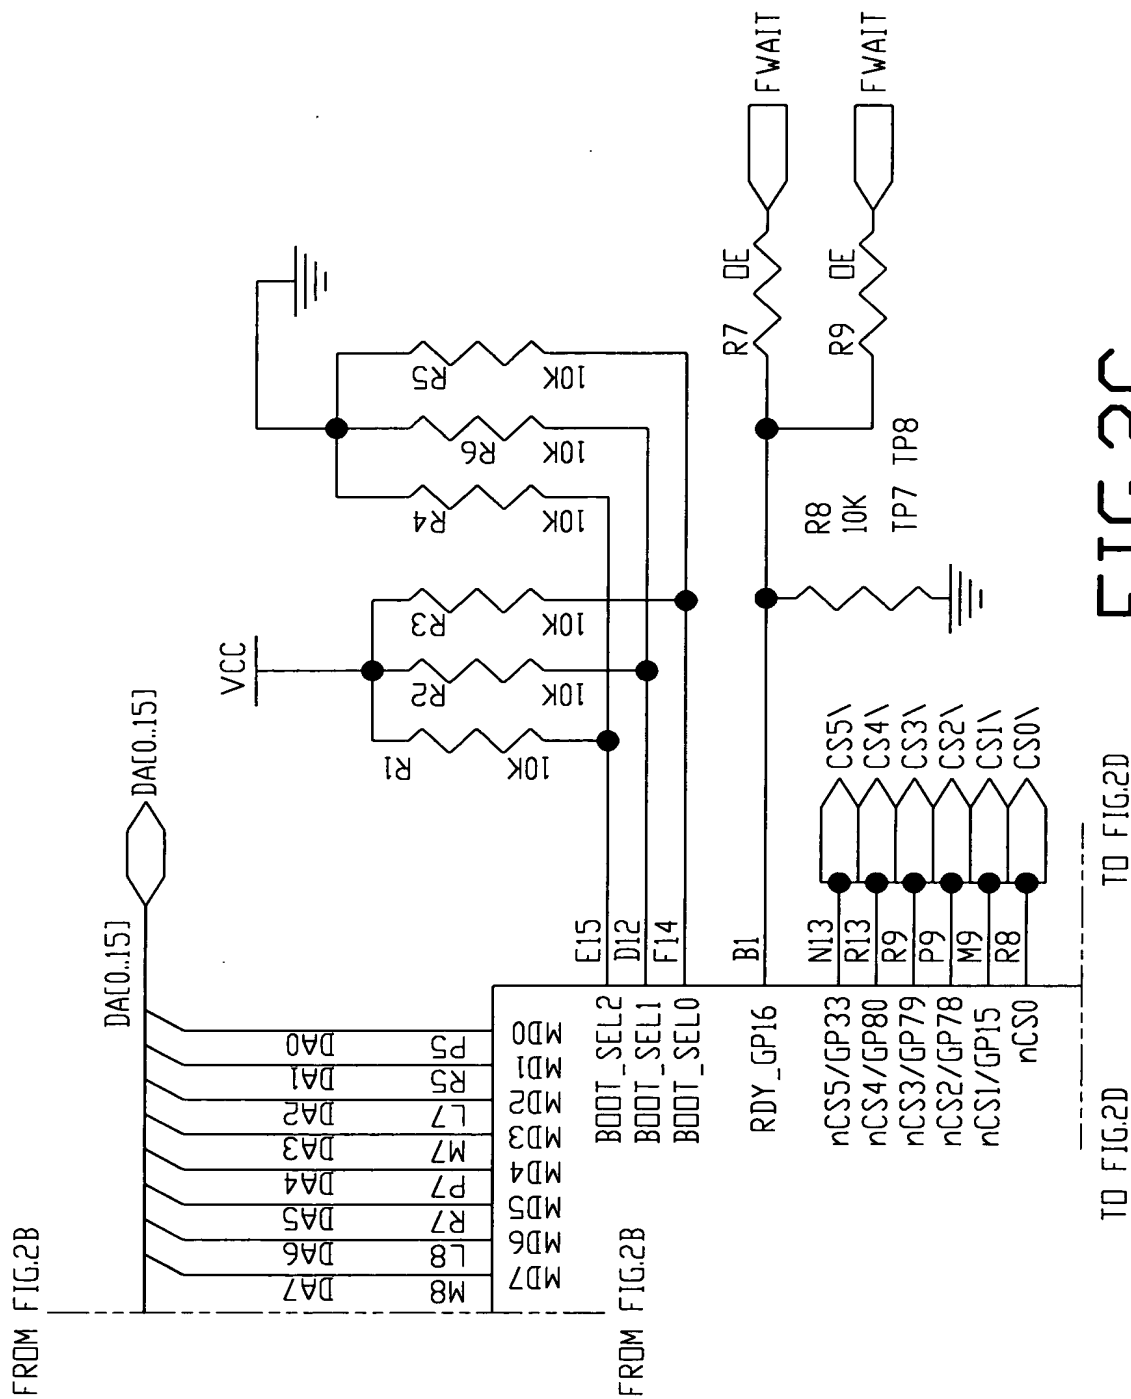 FROM FIG.2B
DA[0..15]
DA[0..15]
DA7
DA6
DA5
DA4
DA3
DA2
DA1
DA0
M8
L8
R7
P7
M7
L7
R5
P5
MD7
MD6
MD5
MD4
MD3
MD2
MD1
MD0
FROM FIG.2B
VCC
R1
R2
R3
R4
R6
R5
10K
10K
10K
10K
10K
10K
BOOT_SEL2 E15
BOOT_SEL1 D12
BOOT_SEL0 F14
RDY_GP16 B1
R7 0E FWAIT
R9 0E FWAIT
R8
10K
TP7 TP8
nCS5/GP33 N13 CS5\
nCS4/GP80 R13 CS4\
nCS3/GP79 R9 CS3\
nCS2/GP78 P9 CS2\
nCS1/GP15 M9 CS1\
nCS0 R8 CS0\
TO FIG.2D
TO FIG.2D
FIG.2C